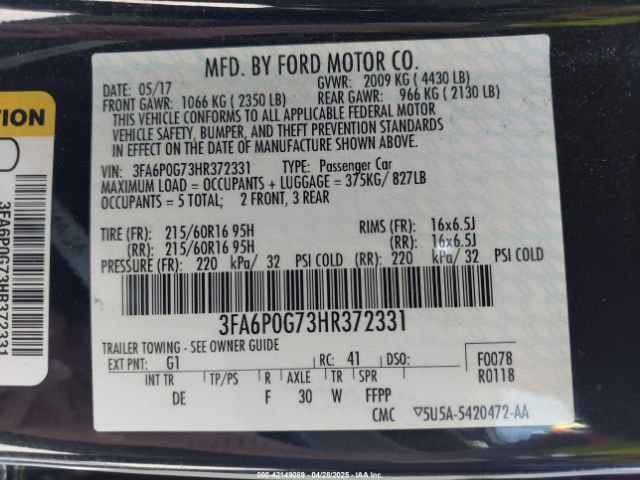 MFD. BY FORD MOTOR CO.
DATE: 05/17 GVWR: 2009 KG ( 4430 LB)
FRONT GAWR: 1066 KG ( 2350 LB) REAR GAWR: 966 KG ( 2130 LB)
THIS VEHICLE CONFORMS TO ALL APPLICABLE FEDERAL MOTOR
VEHICLE SAFETY, BUMPER, AND THEFT PREVENTION STANDARDS
IN EFFECT ON THE DATE OF MANUFACTURE SHOWN ABOVE.
VIN: 3FA6P0G73HR372331 TYPE: Passenger Car
MAXIMUM LOAD = OCCUPANTS + LUGGAGE = 375KG/ 827LB
OCCUPANTS = 5 TOTAL; 2 FRONT, 3 REAR
TIRE (FR): 215/60R16 95H RIMS (FR): 16x6.5J
(RR): 215/60R16 95H (RR): 16x6.5J
PRESSURE (FR): 220 kPa/ 32 PSI COLD (RR): 220 kPa/ 32 PSI COLD
3FA6P0G73HR372331
TRAILER TOWING - SEE OWNER GUIDE
EXT PNT: G1 RC: 41 DSO: F0078
INT TR TP/PS R AXLE TR SPR R0118
DE F 30 W FFPP
CMC ▽5U5A-5420472-AA
3FA6P0G73HR372331
COPART# 42149089 - 04/28/2025 - IAA Inc.